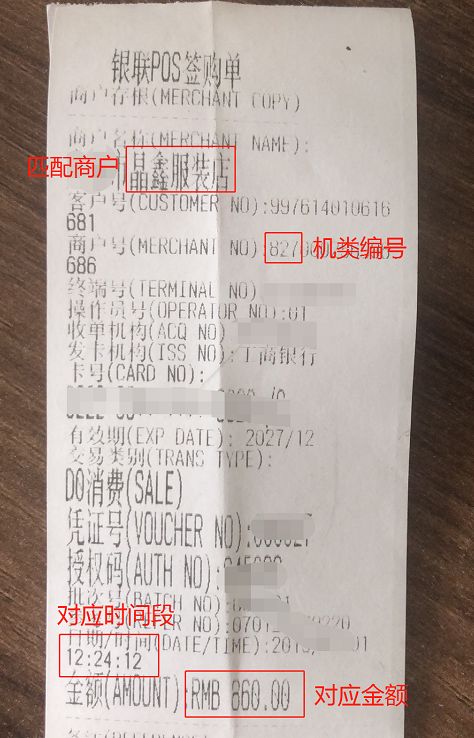 银联POS签购单
商户存根(MERCHANT COPY)
商户名称(MERCHANT NAME):
匹配商户 市晶鑫服装店
客户号(CUSTOMER NO):997614010616
681
商户号(MERCHANT NO):827 机类编号
686
终端号(TERMINAL NO)
操作员号(OPERATOR NO):01
收单机构(ACQ NO)
发卡机构(ISS NO):工商银行
卡号(CARD NO):
有效期(EXP DATE): 2027/12
交易类别(TRANS TYPE):
DO消费(SALE)
凭证号(VOUCHER NO):
授权码(AUTH NO):
批次号(BATCH NO):
对应时间段
(REFER NO):
日期/时间(DATE/TIME):
12:24:12
金额(AMOUNT):RMB 860.00 对应金额